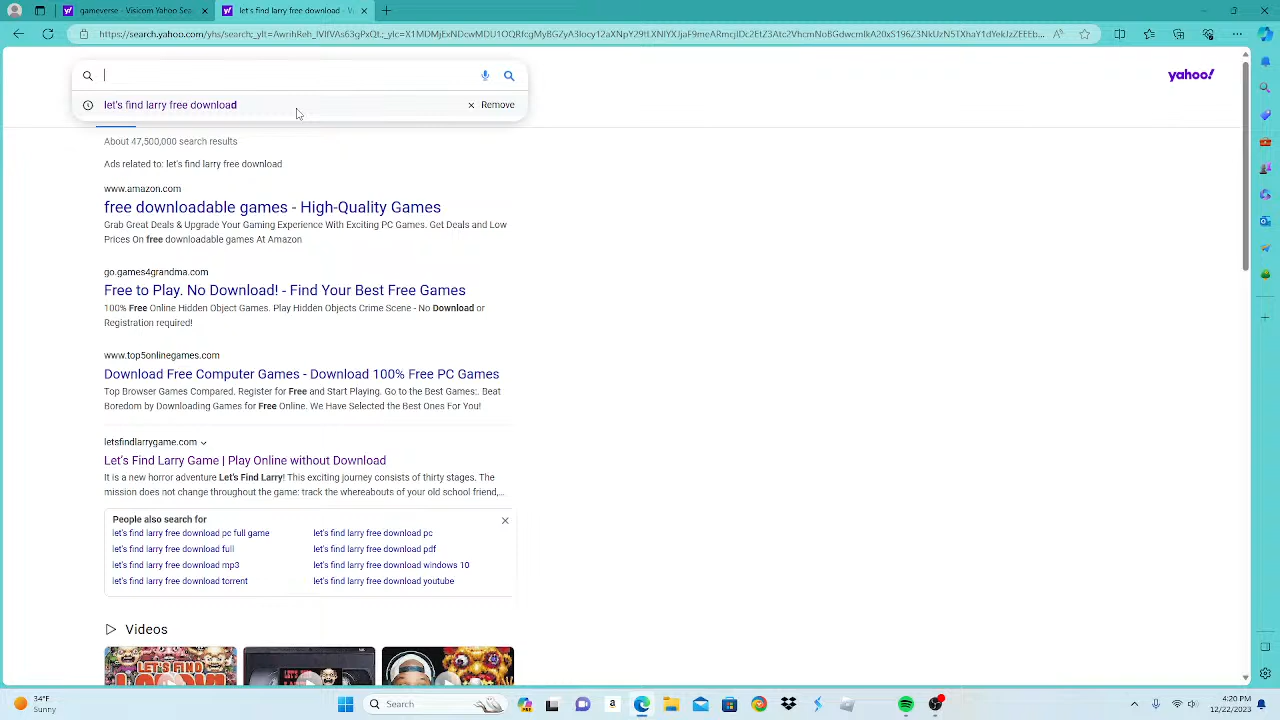 gameverse - Visicom Yahoo Sea
let's find larry free download - Vi
https://search.yahoo.com/yhs/search;_ylt=
let's find larry free download
Remove
yahoo!
About 47,500,000 search results
Ads related to: let's find larry free download
www.amazon.com
free downloadable games - High-Quality Games
Grab Great Deals & Upgrade Your Gaming Experience With Exciting PC Games. Get Deals and Low
Prices On free downloadable games At Amazon
go.games4grandma.com
Free to Play. No Download! - Find Your Best Free Games
100% Free Online Hidden Object Games. Play Hidden Objects Crime Scene - No Download or
Registration required!
www.top5onlinegames.com
Download Free Computer Games - Download 100% Free PC Games
Top Browser Games Compared. Register for Free and Start Playing. Go to the Best Games:. Beat
Boredom by Downloading Games for Free Online. We Have Selected the Best Ones For You!
letsfindlarrygame.com
Let's Find Larry Game | Play Online without Download
It is a new horror adventure Let's Find Larry! This exciting journey consists of thirty stages. The
mission does not change throughout the game: track the whereabouts of your old school friend,...
People also search for
let's find larry free download pc full game
let's find larry free download pc
let's find larry free download full
let's find larry free download pdf
let's find larry free download mp3
let's find larry free download windows 10
let's find larry free download torrent
let's find larry free download youtube
Videos
LET'S FIND
34°F
Sunny
Search
4:20 PM
12/22/2023